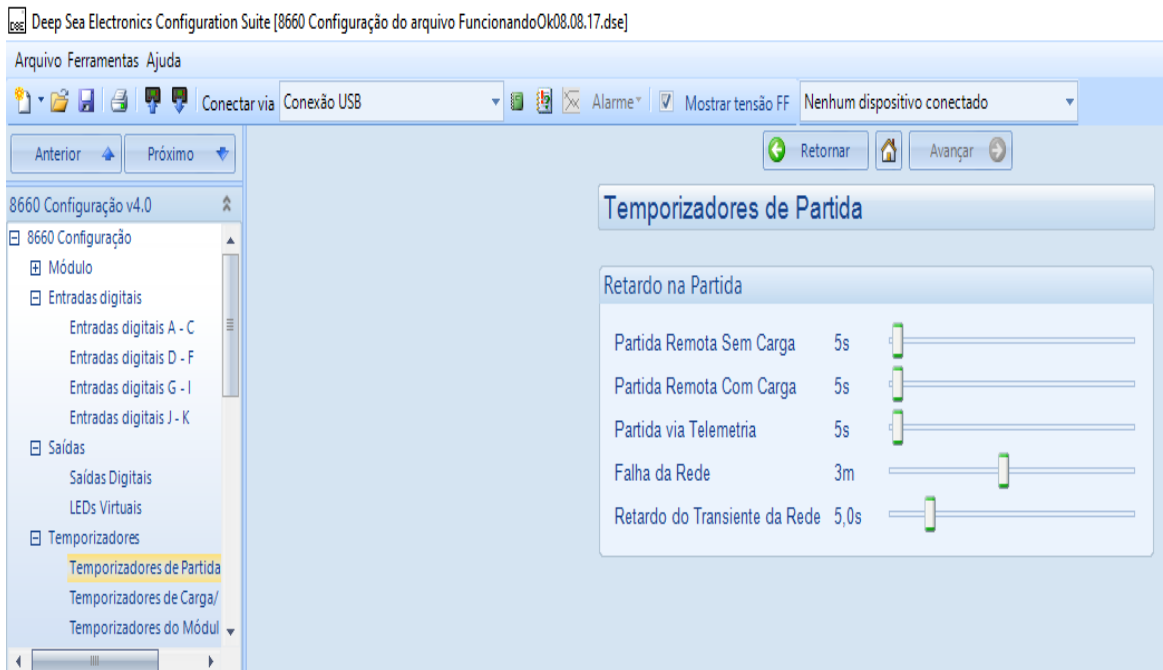 DSE Deep Sea Electronics Configuration Suite [8660 Configuração do arquivo FuncionandoOk08.08.17.dse]
Arquivo Ferramentas Ajuda
Conectar via Conexão USB Alarme Mostrar tensão FF Nenhum dispositivo conectado
Anterior Próximo
Retornar Avançar
8660 Configuração v4.0
8660 Configuração
Módulo
Entradas digitais
Entradas digitais A - C
Entradas digitais D - F
Entradas digitais G - I
Entradas digitais J - K
Saídas
Saídas Digitais
LEDs Virtuais
Temporizadores
Temporizadores de Partida
Temporizadores de Carga/
Temporizadores do Módul
Temporizadores de Partida
Retardo na Partida
Partida Remota Sem Carga 5s
Partida Remota Com Carga 5s
Partida via Telemetria 5s
Falha da Rede 3m
Retardo do Transiente da Rede 5,0s